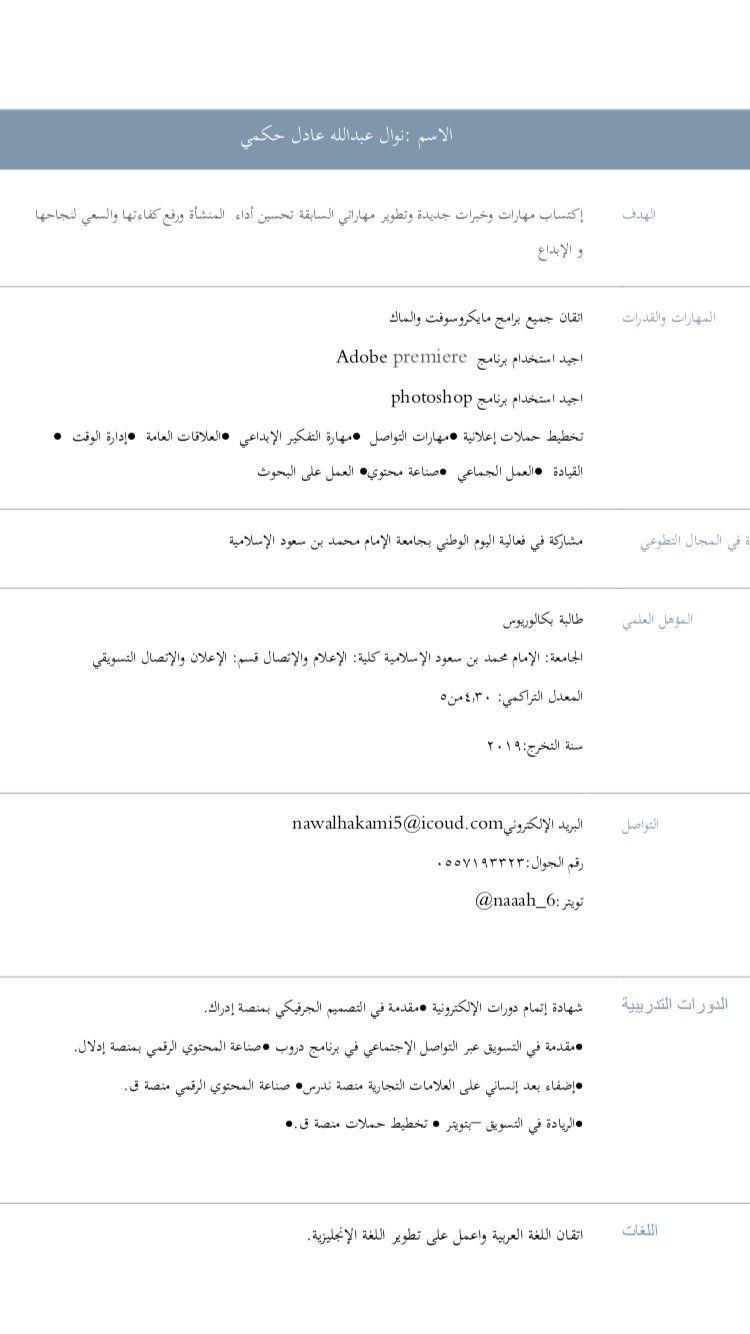 الاسم :نوال عبدالله عادل حكمي
الهدف
إكتساب مهارات وخبرات جديدة وتطوير مهاراتي السابقة تحسين أداء المنشأة ورفع كفاءتها والسعي لنجاحها
و الإبداع
المهارات والقدرات
اتقان جميع برامج مايكروسوفت والماك
اجيد استخدام برنامج Adobe premiere
اجيد استخدام برنامج photoshop
تخطيط حملات إعلانية ●مهارات التواصل ●مهارة التفكير الإبداعي ●العلاقات العامة ●إدارة الوقت ●
القيادة ●العمل الجماعي ●صناعة محتوي● العمل على البحوث
ة في المجال التطوعي
مشاركة في فعالية اليوم الوطني بجامعة الإمام محمد بن سعود الإسلامية
المؤهل العلمي
طالبة بكالوريوس
الجامعة: الإمام محمد بن سعود الإسلامية كلية: الإعلام والإتصال قسم: الإعلان والإتصال التسويقي
المعدل التراكمي: ٤٫٣٠من٥
سنة التخرج:٢٠١٩
التواصل
البريد الإلكترونيnawalhakami5@icoud.com
رقم الجوال:٠٥٥٧١٩٣٣٢٣
تويتر:@naaah_6
الدورات التدريبية
شهادة إتمام دورات الإلكترونية ●مقدمة في التصميم الجرفيكي بمنصة إدراك.
●مقدمة في التسويق عبر التواصل الإجتماعي في برنامج دروب ●صناعة المحتوي الرقمي بمنصة إدلال.
●إضفاء بعد إنساني على العلامات التجارية منصة ندرس● صناعة المحتوي الرقمي منصة ق.
●الريادة في التسويق –بتويتر ● تخطيط حملات منصة ق.●
اللغات
اتقان اللغة العربية واعمل على تطوير اللغة الإنجليزية.